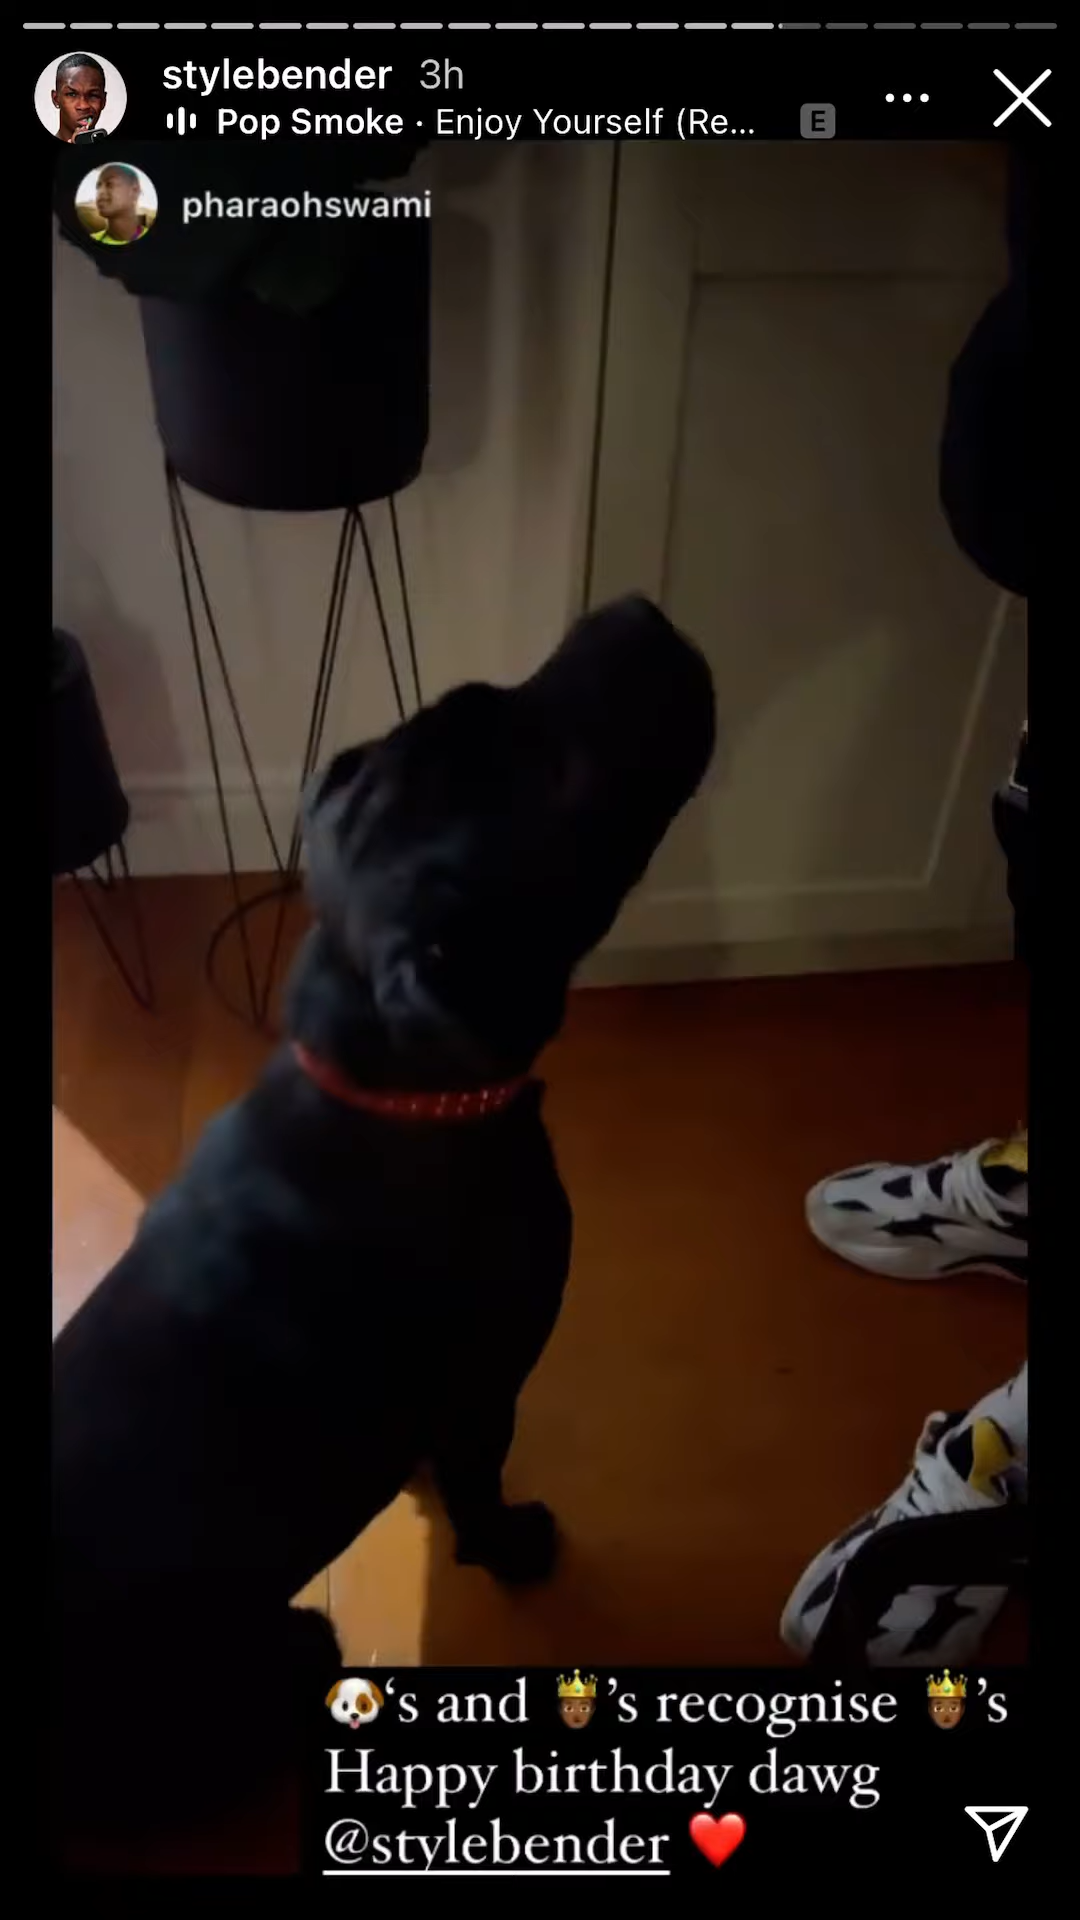 stylebender 3h
Pop Smoke · Enjoy Yourself (Re... E
pharaohswami
🐶‘s and 🤴🏾’s recognise 🤴🏾’s
Happy birthday dawg
@stylebender ❤️